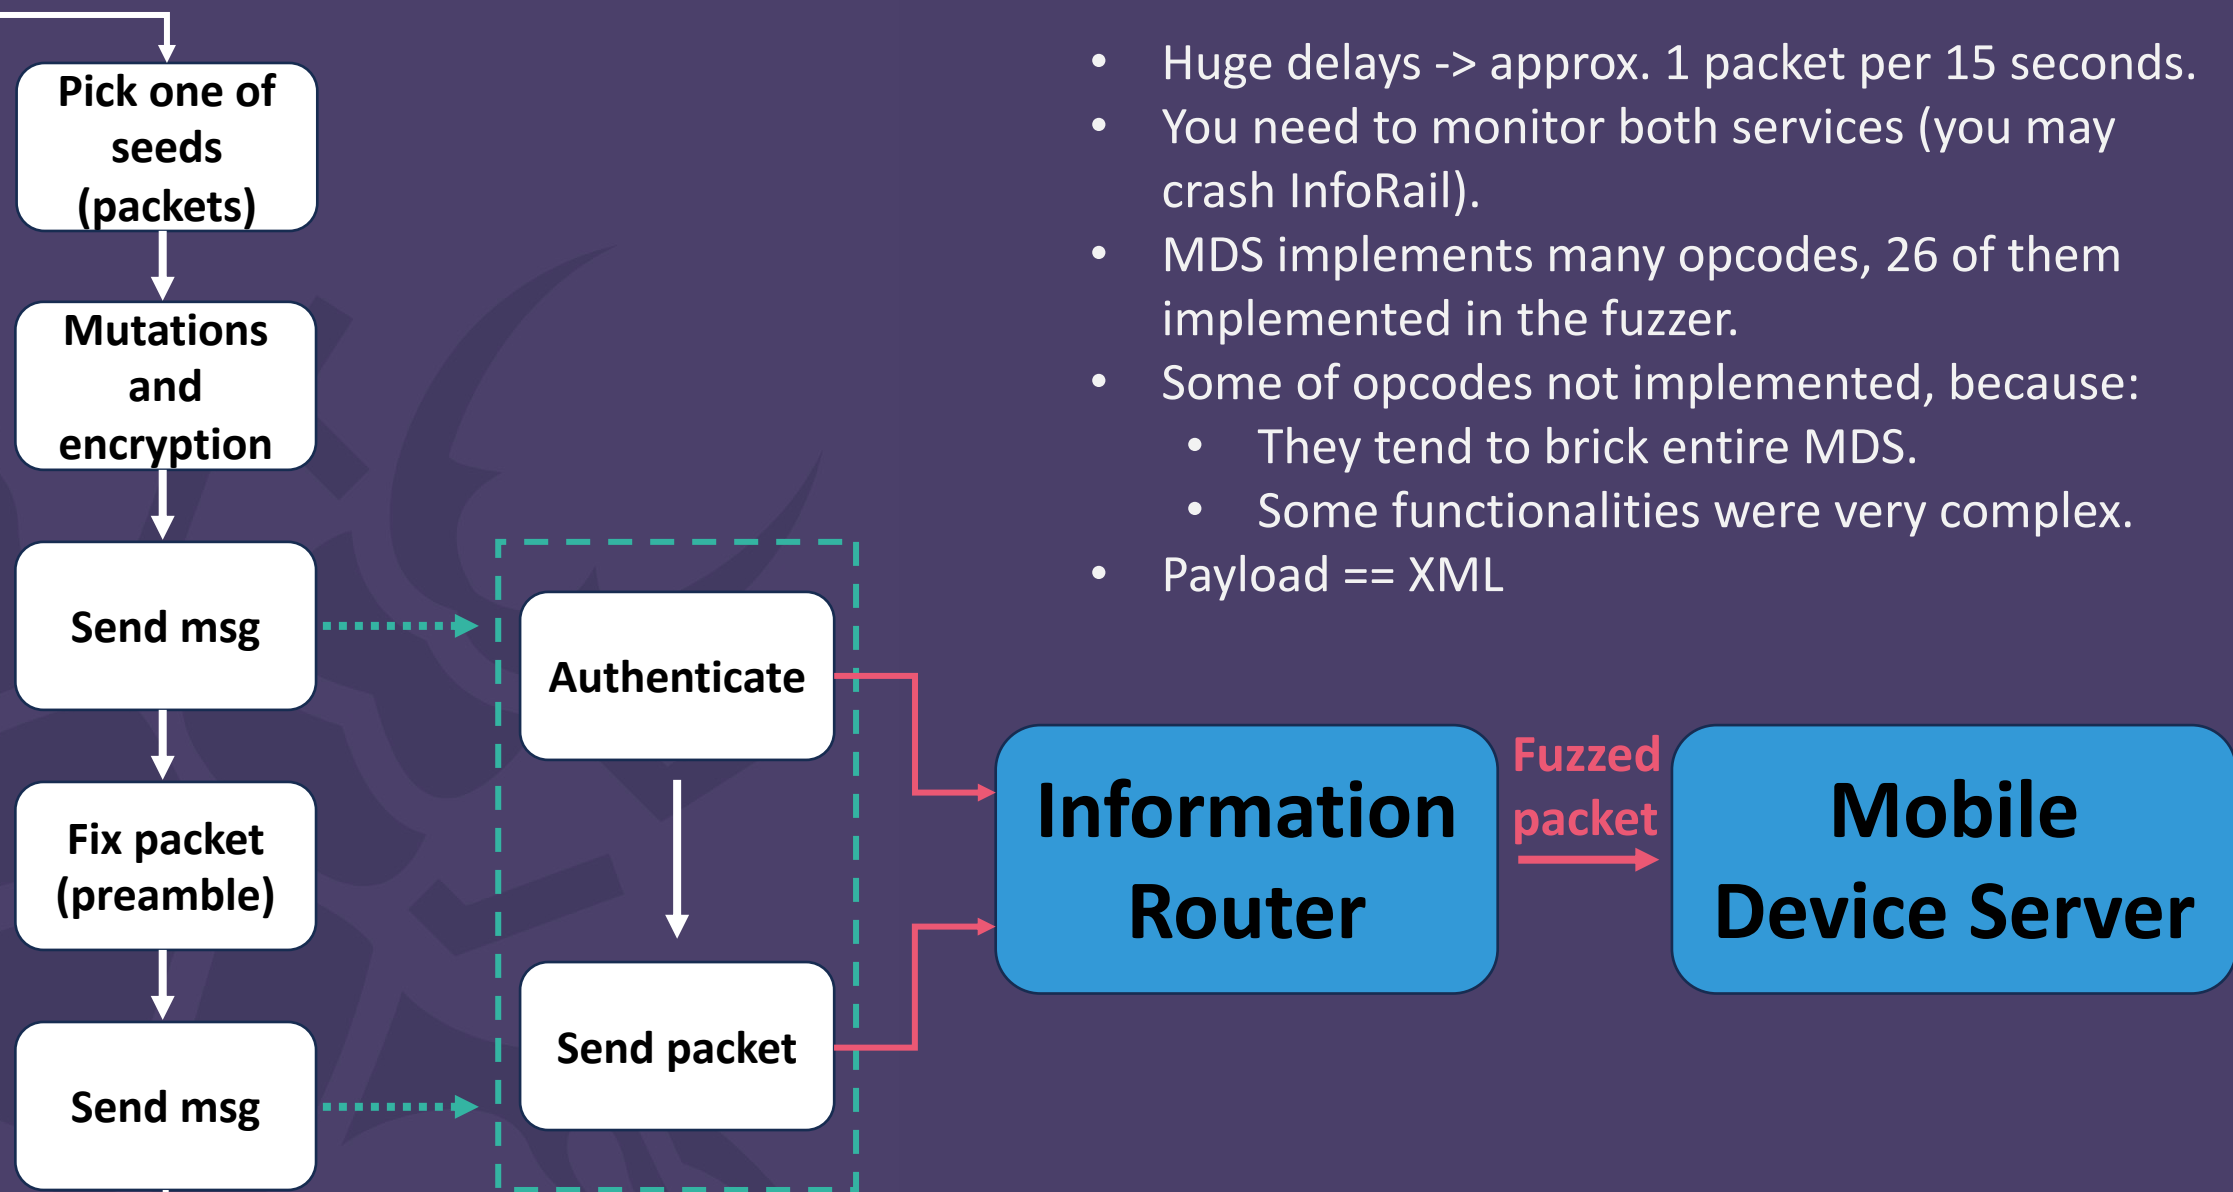 Pick one of
seeds
(packets)
Mutations
and
encryption
Send msg
Fix packet
(preamble)
Send msg
Authenticate
Send packet
• Huge delays -> approx. 1 packet per 15 seconds.
• You need to monitor both services (you may
crash InfoRail).
• MDS implements many opcodes, 26 of them
implemented in the fuzzer.
• Some of opcodes not implemented, because:
• They tend to brick entire MDS.
• Some functionalities were very complex.
• Payload == XML
Information
Router
Fuzzed
packet
Mobile
Device Server